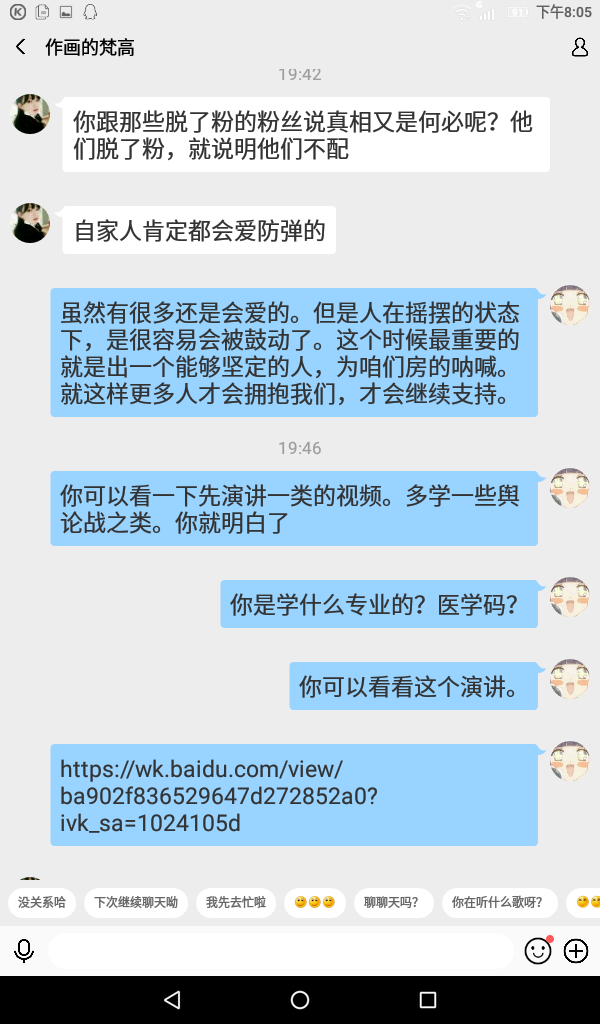 下午8:05
作画的梵高
19:42
你跟那些脱了粉的粉丝说真相又是何必呢？他
们脱了粉，就说明他们不配
自家人肯定都会爱防弹的
虽然有很多还是会爱的。但是人在摇摆的状态
下，是很容易会被鼓动了。这个时候最重要的
就是出一个能够坚定的人，为咱们房的呐喊。
就这样更多人才会拥抱我们，才会继续支持。
19:46
你可以看一下先演讲一类的视频。多学一些舆
论战之类。你就明白了
你是学什么专业的？医学码？
你可以看看这个演讲。
https://wk.baidu.com/view/
ba902f836529647d272852a0?
ivk_sa=1024105d
没关系哈
下次继续聊天呦
我先去忙啦
聊聊天吗？
你在听什么歌呀？